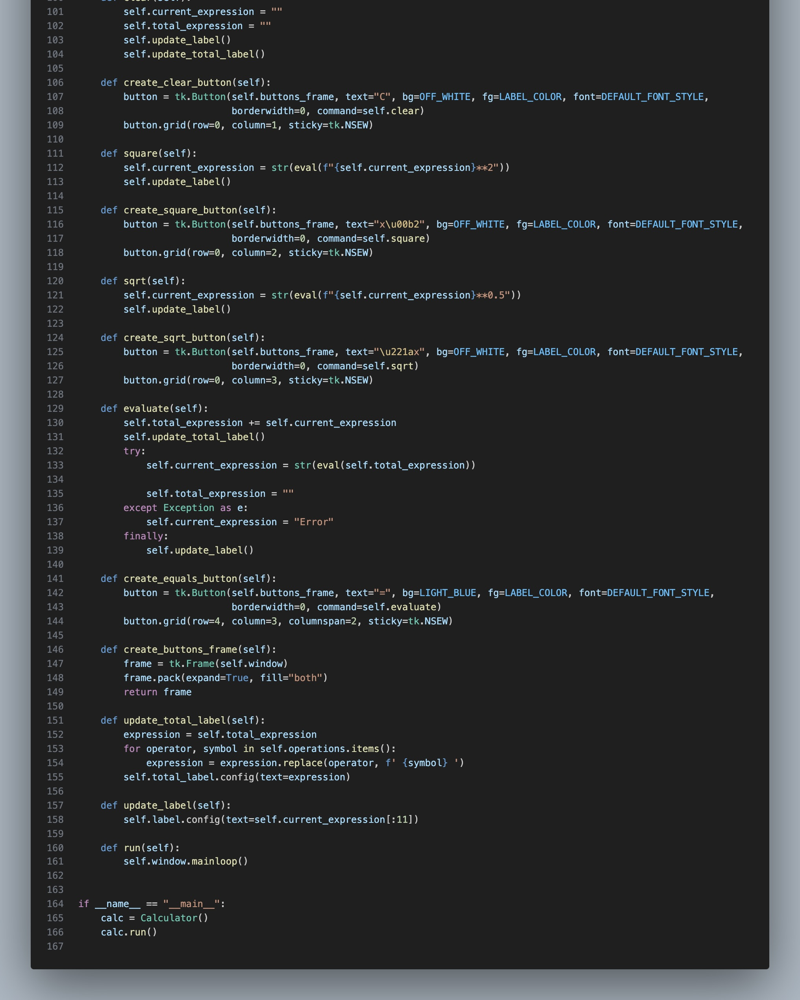 101 self.current_expression = ""
102 self.total_expression = ""
103 self.update_label()
104 self.update_total_label()
105
106 def create_clear_button(self):
107 button = tk.Button(self.buttons_frame, text="C", bg=OFF_WHITE, fg=LABEL_COLOR, font=DEFAULT_FONT_STYLE,
108 borderwidth=0, command=self.clear)
109 button.grid(row=0, column=1, sticky=tk.NSEW)
110
111 def square(self):
112 self.current_expression = str(eval(f"{self.current_expression}**2"))
113 self.update_label()
114
115 def create_square_button(self):
116 button = tk.Button(self.buttons_frame, text="x\u00b2", bg=OFF_WHITE, fg=LABEL_COLOR, font=DEFAULT_FONT_STYLE,
117 borderwidth=0, command=self.square)
118 button.grid(row=0, column=2, sticky=tk.NSEW)
119
120 def sqrt(self):
121 self.current_expression = str(eval(f"{self.current_expression}**0.5"))
122 self.update_label()
123
124 def create_sqrt_button(self):
125 button = tk.Button(self.buttons_frame, text="\u221ax", bg=OFF_WHITE, fg=LABEL_COLOR, font=DEFAULT_FONT_STYLE,
126 borderwidth=0, command=self.sqrt)
127 button.grid(row=0, column=3, sticky=tk.NSEW)
128
129 def evaluate(self):
130 self.total_expression += self.current_expression
131 self.update_total_label()
132 try:
133 self.current_expression = str(eval(self.total_expression))
134
135 self.total_expression = ""
136 except Exception as e:
137 self.current_expression = "Error"
138 finally:
139 self.update_label()
140
141 def create_equals_button(self):
142 button = tk.Button(self.buttons_frame, text="=", bg=LIGHT_BLUE, fg=LABEL_COLOR, font=DEFAULT_FONT_STYLE,
143 borderwidth=0, command=self.evaluate)
144 button.grid(row=4, column=3, columnspan=2, sticky=tk.NSEW)
145
146 def create_buttons_frame(self):
147 frame = tk.Frame(self.window)
148 frame.pack(expand=True, fill="both")
149 return frame
150
151 def update_total_label(self):
152 expression = self.total_expression
153 for operator, symbol in self.operations.items():
154 expression = expression.replace(operator, f' {symbol} ')
155 self.total_label.config(text=expression)
156
157 def update_label(self):
158 self.label.config(text=self.current_expression[:11])
159
160 def run(self):
161 self.window.mainloop()
162
163
164 if __name__ == "__main__":
165 calc = Calculator()
166 calc.run()
167